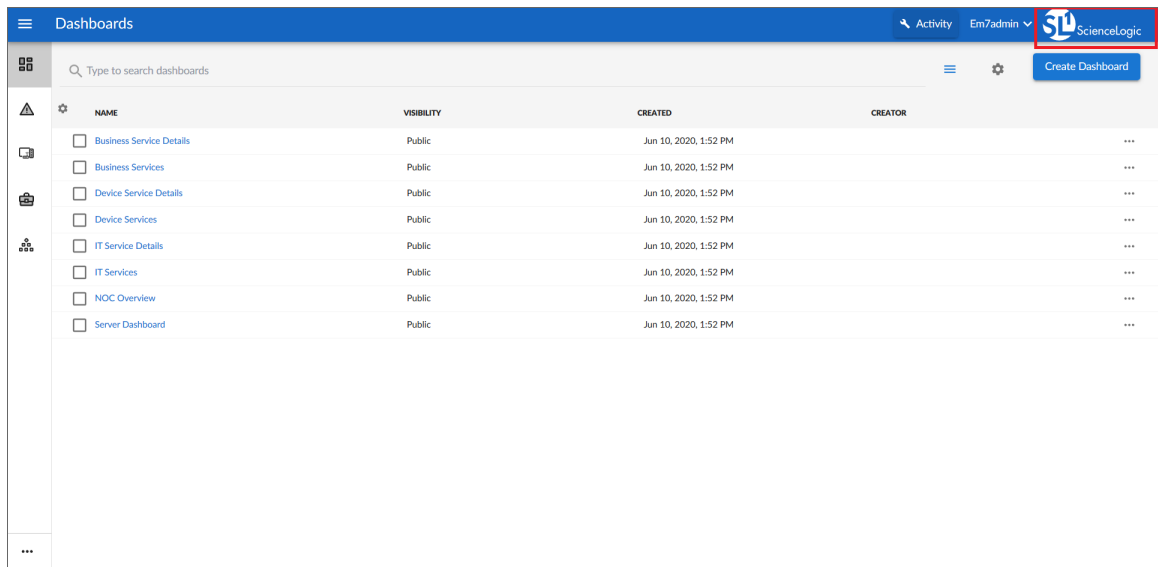 Dashboards
Activity Em7admin SL1 ScienceLogic
Type to search dashboards
Create Dashboard
NAME VISIBILITY CREATED CREATOR
Business Service Details Public Jun 10, 2020, 1:52 PM
Business Services Public Jun 10, 2020, 1:52 PM
Device Service Details Public Jun 10, 2020, 1:52 PM
Device Services Public Jun 10, 2020, 1:52 PM
IT Service Details Public Jun 10, 2020, 1:52 PM
IT Services Public Jun 10, 2020, 1:52 PM
NOC Overview Public Jun 10, 2020, 1:52 PM
Server Dashboard Public Jun 10, 2020, 1:52 PM